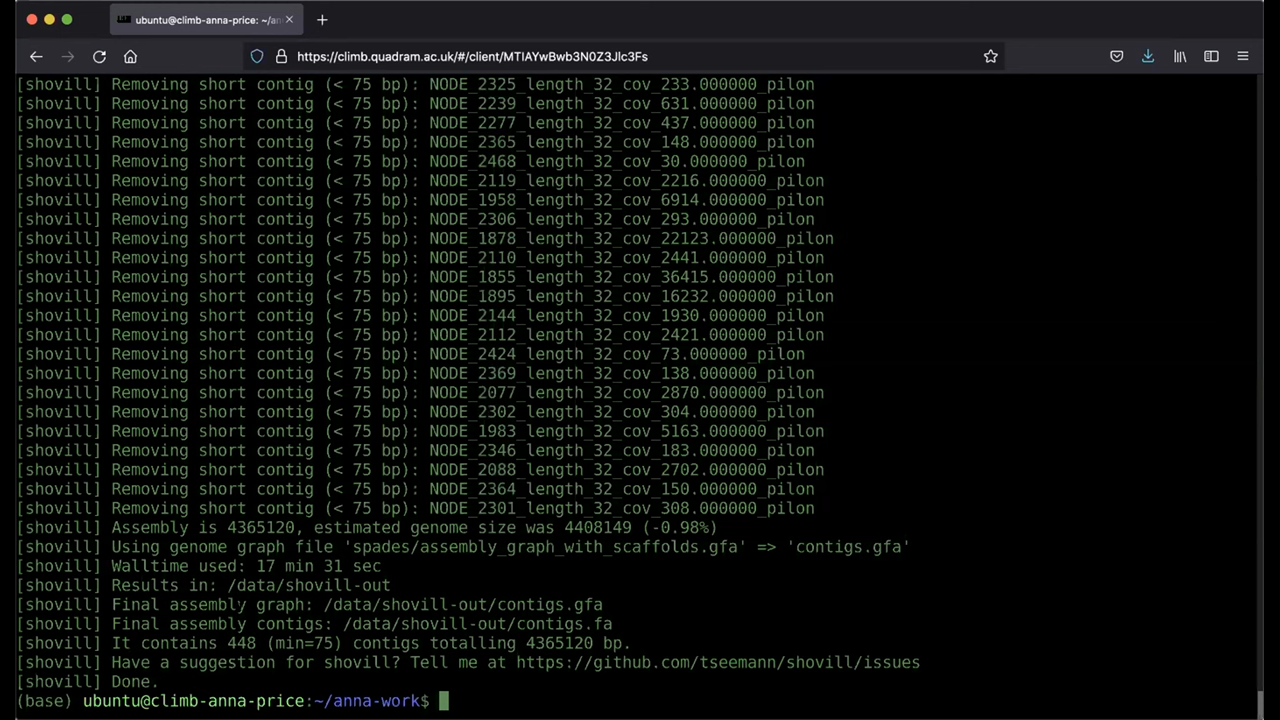 ubuntu@climb-anna-price: ~/an
https://climb.quadram.ac.uk/#/client/MTIAYwBwb3N0Z3Jlc3Fs
[shovill] Removing short contig (< 75 bp): NODE_2325_length_32_cov_233.000000_pilon
[shovill] Removing short contig (< 75 bp): NODE_2239_length_32_cov_631.000000_pilon
[shovill] Removing short contig (< 75 bp): NODE_2277_length_32_cov_437.000000_pilon
[shovill] Removing short contig (< 75 bp): NODE_2365_length_32_cov_148.000000_pilon
[shovill] Removing short contig (< 75 bp): NODE_2468_length_32_cov_30.000000_pilon
[shovill] Removing short contig (< 75 bp): NODE_2119_length_32_cov_2216.000000_pilon
[shovill] Removing short contig (< 75 bp): NODE_1958_length_32_cov_6914.000000_pilon
[shovill] Removing short contig (< 75 bp): NODE_2306_length_32_cov_293.000000_pilon
[shovill] Removing short contig (< 75 bp): NODE_1878_length_32_cov_22123.000000_pilon
[shovill] Removing short contig (< 75 bp): NODE_2110_length_32_cov_2441.000000_pilon
[shovill] Removing short contig (< 75 bp): NODE_1855_length_32_cov_36415.000000_pilon
[shovill] Removing short contig (< 75 bp): NODE_1895_length_32_cov_16232.000000_pilon
[shovill] Removing short contig (< 75 bp): NODE_2144_length_32_cov_1930.000000_pilon
[shovill] Removing short contig (< 75 bp): NODE_2112_length_32_cov_2421.000000_pilon
[shovill] Removing short contig (< 75 bp): NODE_2424_length_32_cov_73.000000_pilon
[shovill] Removing short contig (< 75 bp): NODE_2369_length_32_cov_138.000000_pilon
[shovill] Removing short contig (< 75 bp): NODE_2077_length_32_cov_2870.000000_pilon
[shovill] Removing short contig (< 75 bp): NODE_2302_length_32_cov_304.000000_pilon
[shovill] Removing short contig (< 75 bp): NODE_1983_length_32_cov_5163.000000_pilon
[shovill] Removing short contig (< 75 bp): NODE_2346_length_32_cov_183.000000_pilon
[shovill] Removing short contig (< 75 bp): NODE_2088_length_32_cov_2702.000000_pilon
[shovill] Removing short contig (< 75 bp): NODE_2364_length_32_cov_150.000000_pilon
[shovill] Removing short contig (< 75 bp): NODE_2301_length_32_cov_308.000000_pilon
[shovill] Assembly is 4365120, estimated genome size was 4408149 (-0.98%)
[shovill] Using genome graph file 'spades/assembly_graph_with_scaffolds.gfa' => 'contigs.gfa'
[shovill] Walltime used: 17 min 31 sec
[shovill] Results in: /data/shovill-out
[shovill] Final assembly graph: /data/shovill-out/contigs.gfa
[shovill] Final assembly contigs: /data/shovill-out/contigs.fa
[shovill] It contains 448 (min=75) contigs totalling 4365120 bp.
[shovill] Have a suggestion for shovill? Tell me at https://github.com/tseemann/shovill/issues
[shovill] Done.
(base) ubuntu@climb-anna-price:~/anna-work$